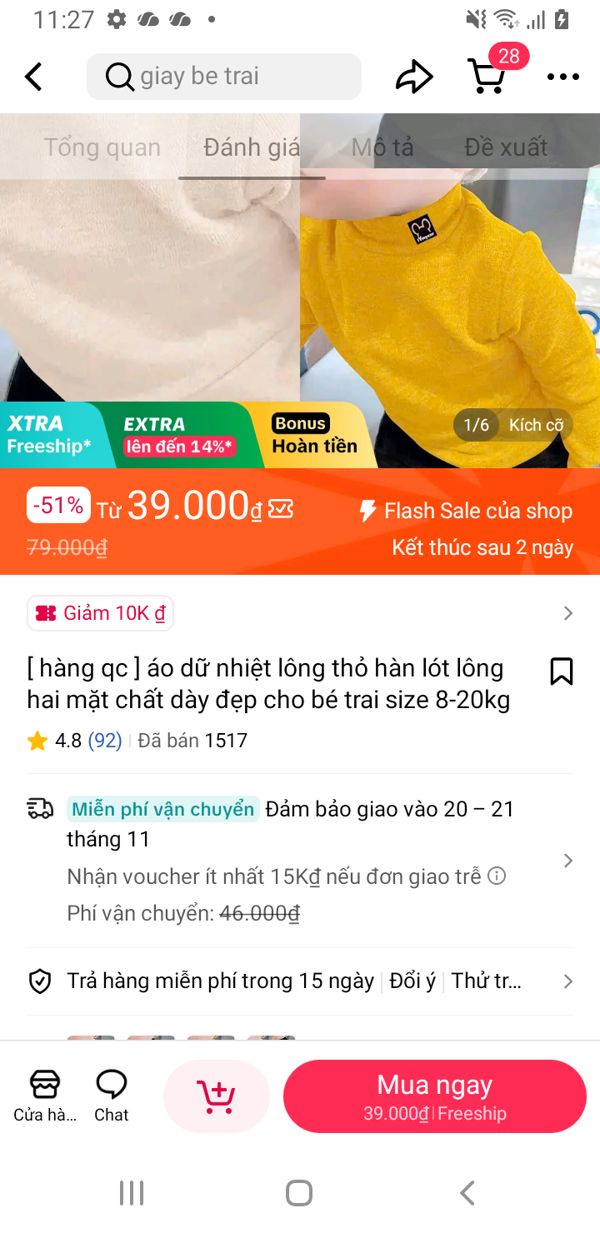 11:27
giay be trai
28
Tổng quan
Đánh giá
Mô tả
Đề xuất
XTRA
Freeship*
EXTRA
lên đến 14%*
Bonus
Hoàn tiền
1/6
Kích cỡ
-51% Từ 39.000₫
Flash Sale của shop
79.000₫
Kết thúc sau 2 ngày
Giảm 10K ₫
[ hàng qc ] áo dữ nhiệt lông thỏ hàn lót lông
hai mặt chất dày đẹp cho bé trai size 8-20kg
4.8 (92) Đã bán 1517
Miễn phí vận chuyển Đảm bảo giao vào 20 – 21
tháng 11
Nhận voucher ít nhất 15K₫ nếu đơn giao trễ
Phí vận chuyển: 46.000₫
Trả hàng miễn phí trong 15 ngày Đổi ý Thử tr...
Cửa hà...
Chat
Mua ngay
39.000₫ Freeship